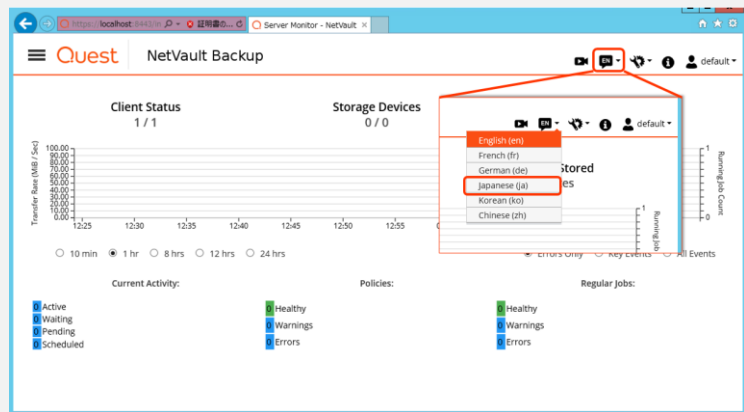 https://localhost:8443/#
証明書の...
Server Monitor - NetVault
Quest NetVault Backup
EN
default
Client Status
1 / 1
Storage Devices
0 / 0
EN
default
English (en)
French (fr)
German (de)
Japanese (ja)
Korean (ko)
Chinese (zh)
Stored
es
Transfer Rate (MiB / Sec)
100.00
90.00
80.00
70.00
60.00
50.00
40.00
30.00
20.00
10.00
0.00
12:25 12:30 12:35 12:40 12:45 12:50 12:55
1
0
Running Job Count
1
Running Job
10 min 1 hr 8 hrs 12 hrs 24 hrs
Errors Only Key Events All Events
Current Activity:
0 Active
0 Waiting
0 Pending
0 Scheduled
Policies:
0 Healthy
0 Warnings
0 Errors
Regular Jobs:
0 Healthy
0 Warnings
0 Errors